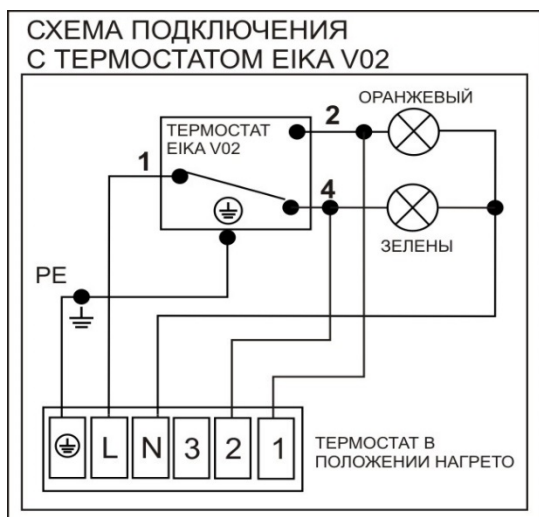 СХЕМА ПОДКЛЮЧЕНИЯ
С ТЕРМОСТАТОМ EIKA V02
ОРАНЖЕВЫЙ
2
ТЕРМОСТАТ
EIKA V02
1
4
ЗЕЛЕНЫ
PE
L N 3 2 1
ТЕРМОСТАТ В
ПОЛОЖЕНИИ НАГРЕТО